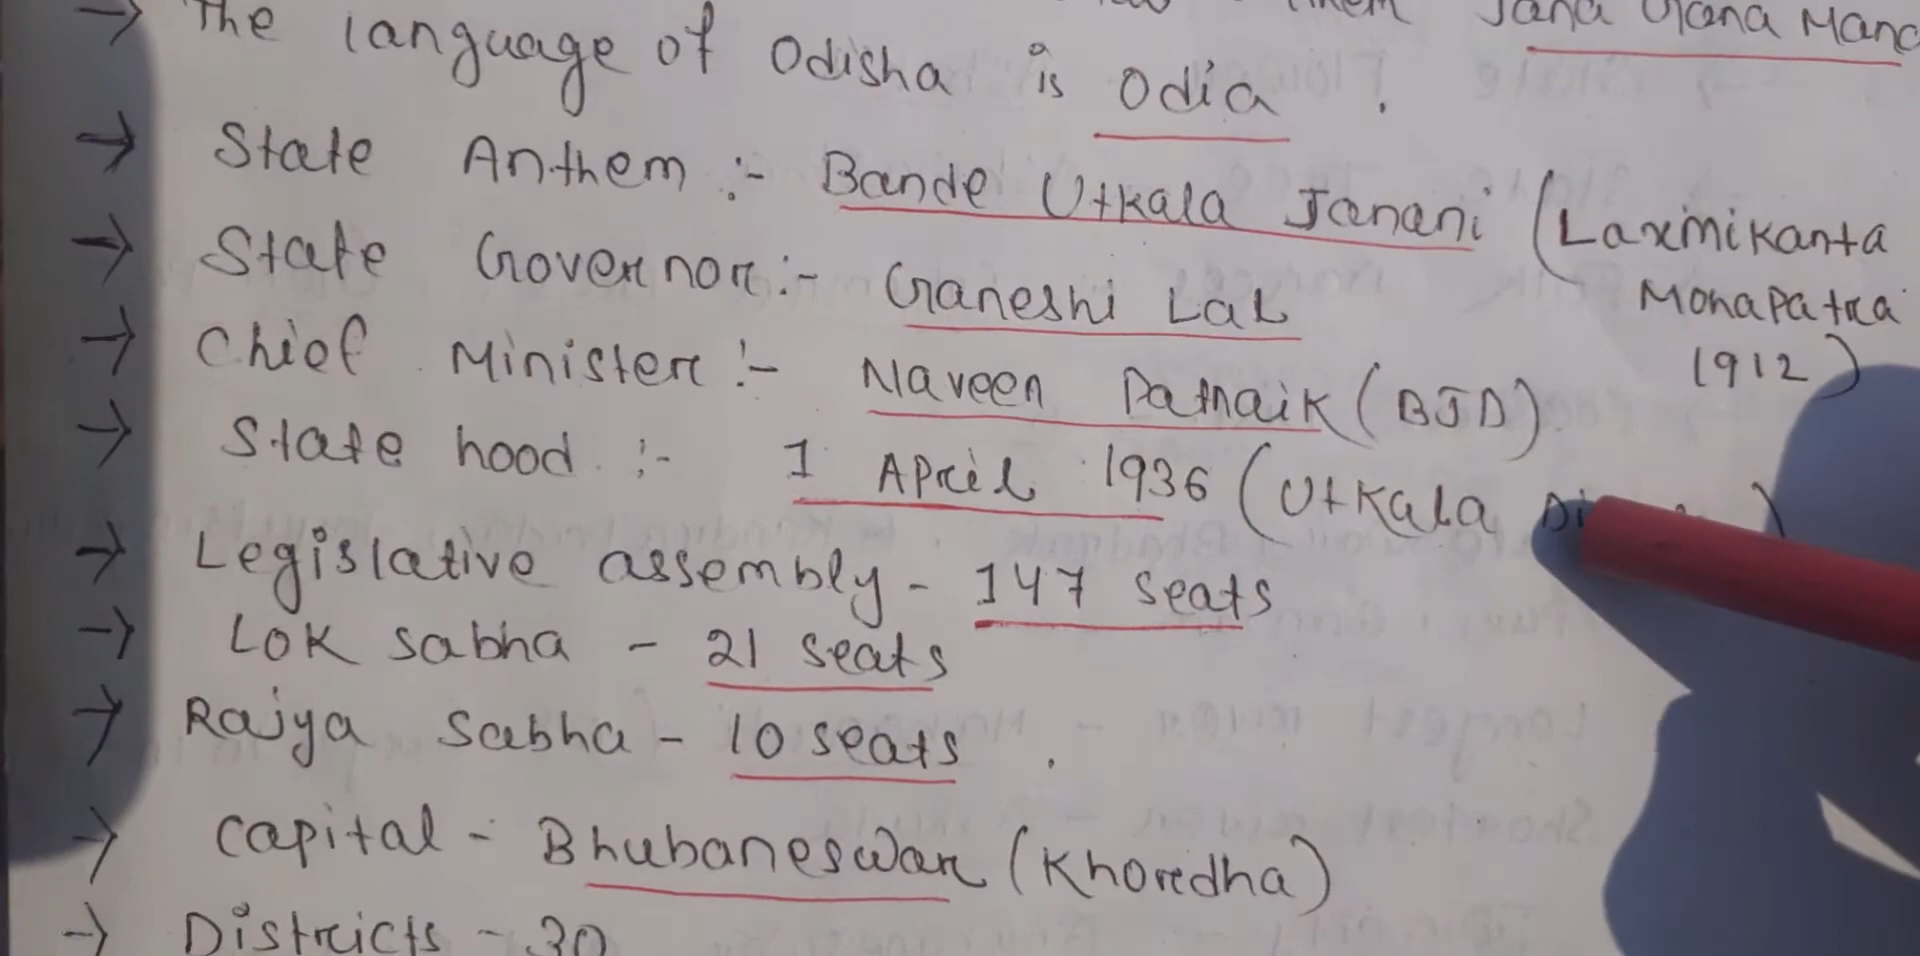 them Jana Gana Mana
→ The language of Odisha is Odia .
→ State Anthem :- Bande Utkala Janani (Laxmikanta
Mohapatra
1912)
→ State Governor :- Ganeshi Lal
→ Chief Minister :- Naveen Patnaik (BJD)
→ State hood :- 1 April 1936 (Utkala )
→ Legislative assembly - 147 seats
→ Lok sabha - 21 seats
→ Rajya Sabha - 10 seats .
→ Capital - Bhubaneswar (Khordha)
→ Districts - 30